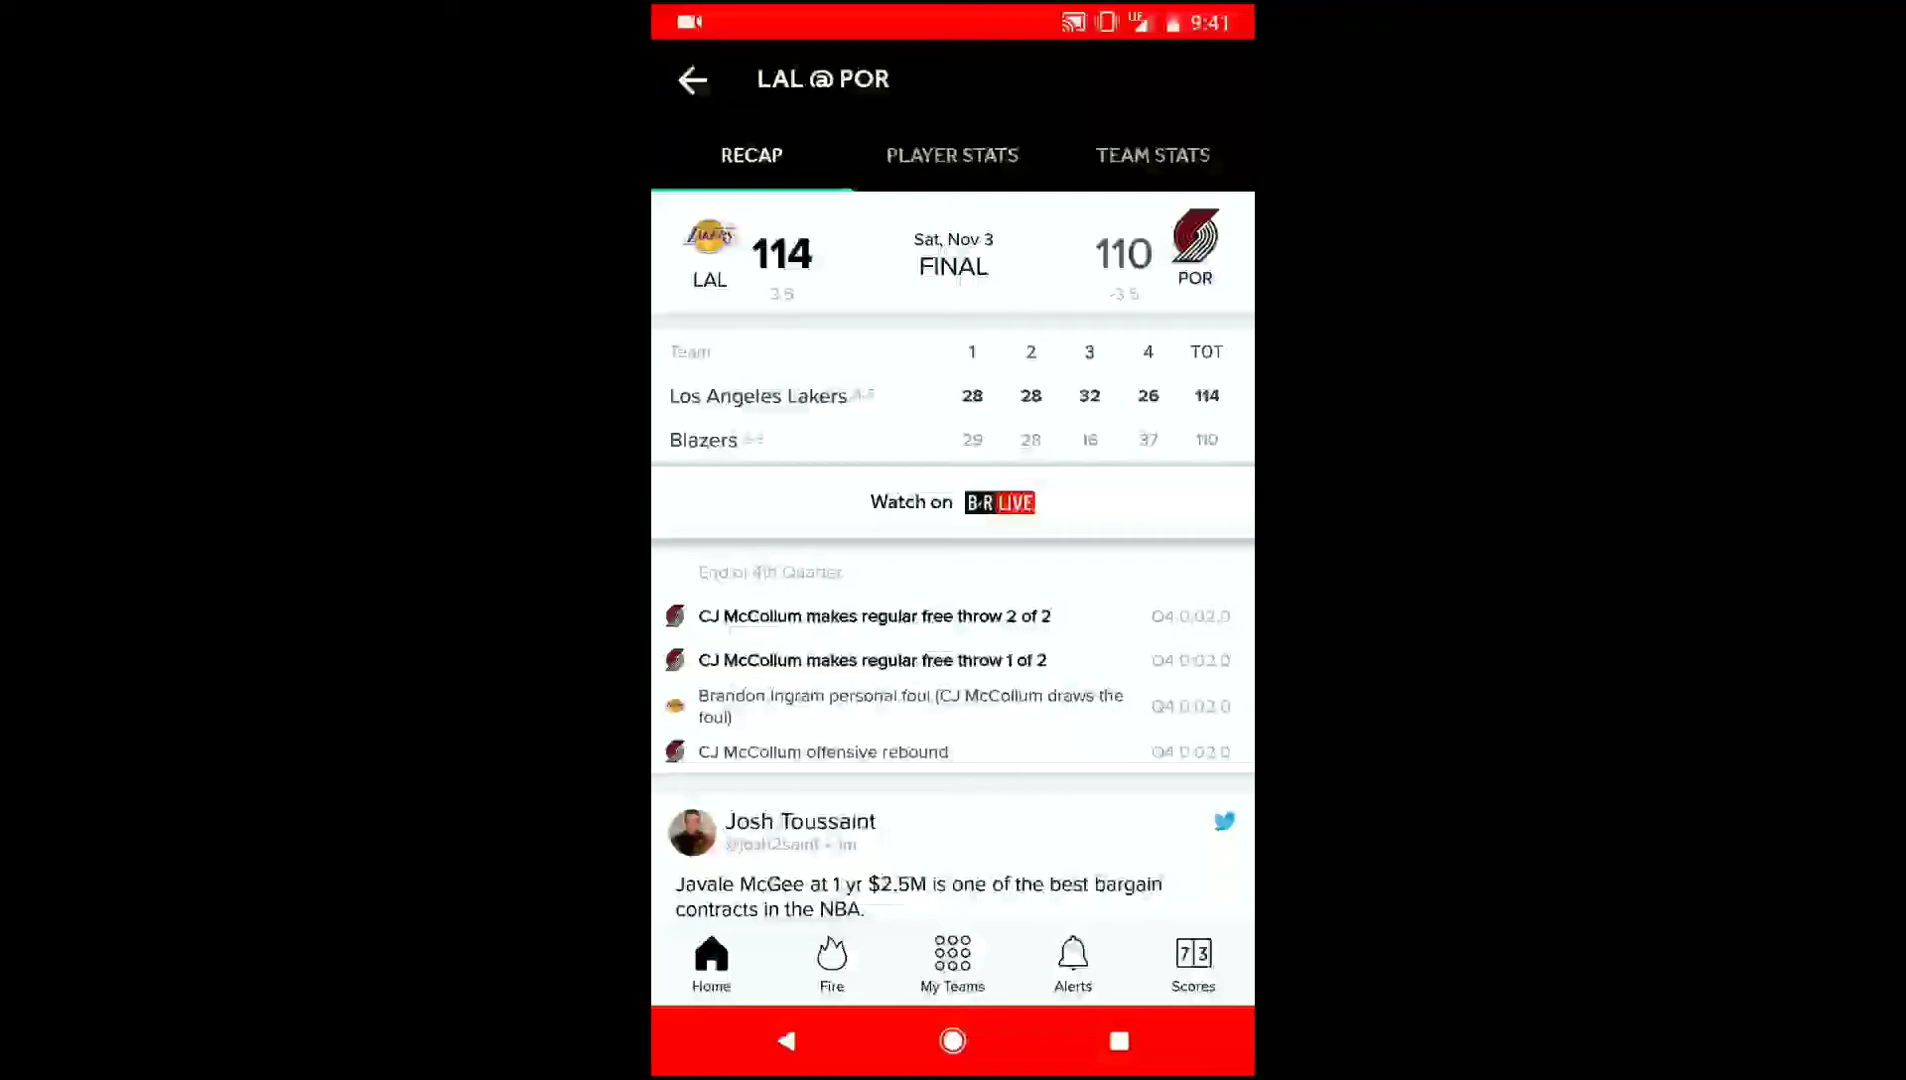 9:41
LAL @ POR
RECAP PLAYER STATS TEAM STATS
LAL 114 Sat, Nov 3 FINAL 110 POR
3.5 -3.5
Team 1 2 3 4 TOT
Los Angeles Lakers 28 28 32 26 114
Blazers 29 28 16 37 110
Watch on B/R LIVE
End of 4th Quarter
CJ McCollum makes regular free throw 2 of 2 Q4 0:02.0
CJ McCollum makes regular free throw 1 of 2 Q4 0:02.0
Brandon Ingram personal foul (CJ McCollum draws the
foul) Q4 0:02.0
CJ McCollum offensive rebound Q4 0:02.0
Josh Toussaint
@josh2saint • 1m
Javale McGee at 1 yr $2.5M is one of the best bargain
contracts in the NBA.
7 3
Home Fire My Teams Alerts Scores